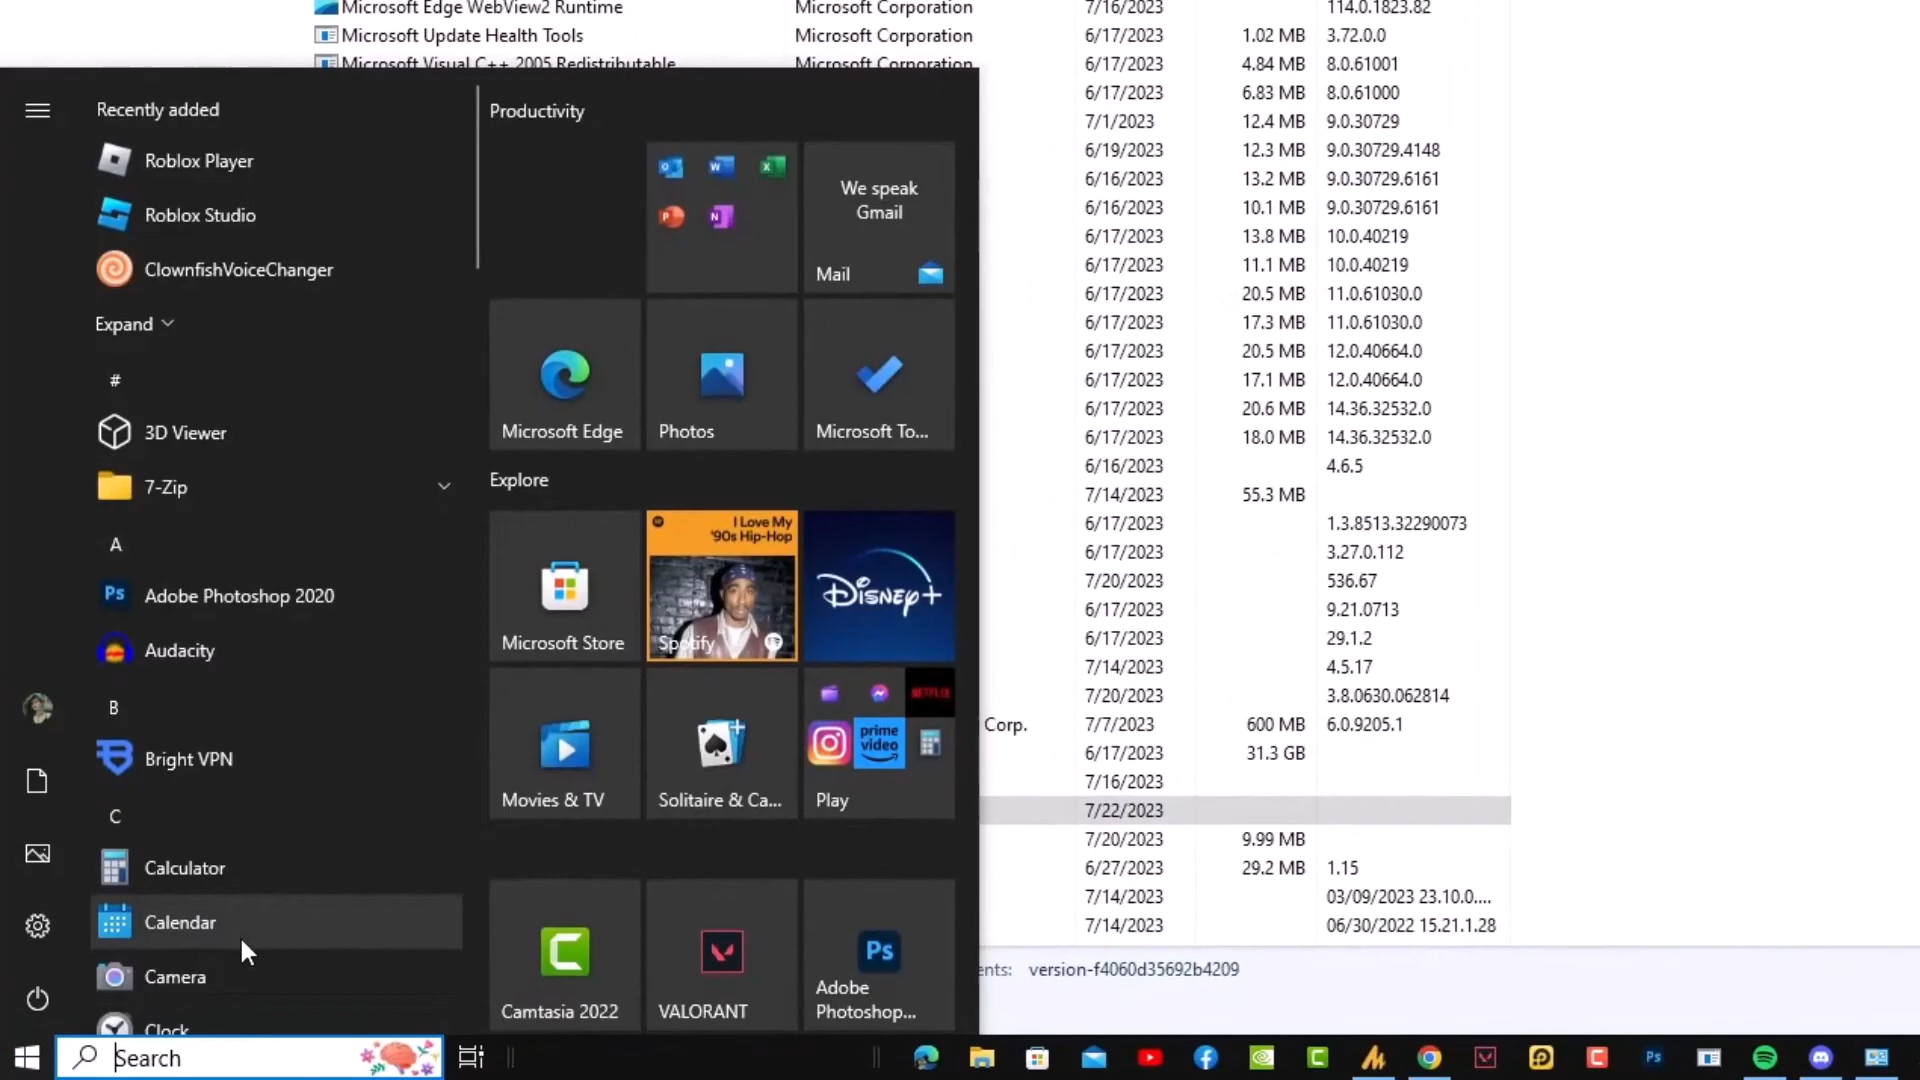 Microsoft Edge WebView2 Runtime Microsoft Corporation 7/16/2023 114.0.1823.82
Microsoft Update Health Tools Microsoft Corporation 6/17/2023 1.02 MB 3.72.0.0
Microsoft Visual C++ 2005 Redistributable Microsoft Corporation 6/17/2023 4.84 MB 8.0.61001
6/17/2023 6.83 MB 8.0.61000
7/1/2023 12.4 MB 9.0.30729
6/19/2023 12.3 MB 9.0.30729.4148
6/16/2023 13.2 MB 9.0.30729.6161
6/16/2023 10.1 MB 9.0.30729.6161
6/17/2023 13.8 MB 10.0.40219
6/17/2023 11.1 MB 10.0.40219
6/17/2023 20.5 MB 11.0.61030.0
6/17/2023 17.3 MB 11.0.61030.0
6/17/2023 20.5 MB 12.0.40664.0
6/17/2023 17.1 MB 12.0.40664.0
6/17/2023 20.6 MB 14.36.32532.0
6/17/2023 18.0 MB 14.36.32532.0
6/16/2023 4.6.5
7/14/2023 55.3 MB
6/17/2023 1.3.8513.32290073
6/17/2023 3.27.0.112
7/20/2023 536.67
6/17/2023 9.21.0713
6/17/2023 29.1.2
7/14/2023 4.5.17
7/20/2023 3.8.0630.062814
Corp. 7/7/2023 600 MB 6.0.9205.1
6/17/2023 31.3 GB
7/16/2023
7/22/2023
7/20/2023 9.99 MB
6/27/2023 29.2 MB 1.15
7/14/2023 03/09/2023 23.10.0....
7/14/2023 06/30/2022 15.21.1.28
ents: version-f4060d35692b4209
Recently added
Roblox Player
Roblox Studio
ClownfishVoiceChanger
Expand
#
3D Viewer
7-Zip
A
Ps Adobe Photoshop 2020
Audacity
B
Bright VPN
C
Calculator
Calendar
Camera
Clock
Productivity
O W X
P N
We speak
Gmail
Mail
Microsoft Edge
Photos
Microsoft To...
Explore
Microsoft Store
I Love My
'90s Hip-Hop
Spotify
Disney+
Movies & TV
Solitaire & Ca...
NETFLIX
prime
video
Play
C
Camtasia 2022
VALORANT
Ps
Adobe
Photoshop...
Search
C
C
Ps